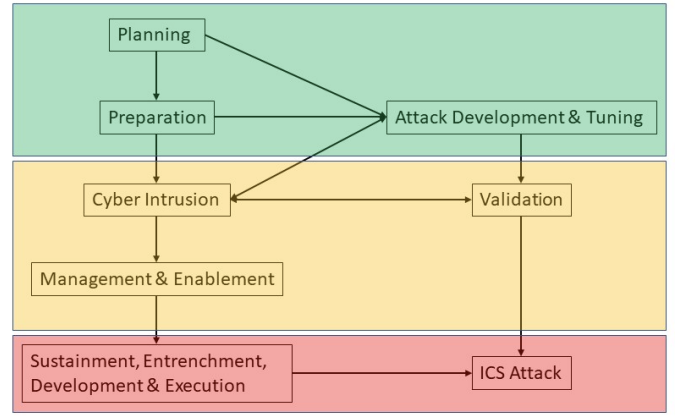 Planning
Preparation
Attack Development & Tuning
Cyber Intrusion
Validation
Management & Enablement
Sustainment, Entrenchment,
Development & Execution
ICS Attack